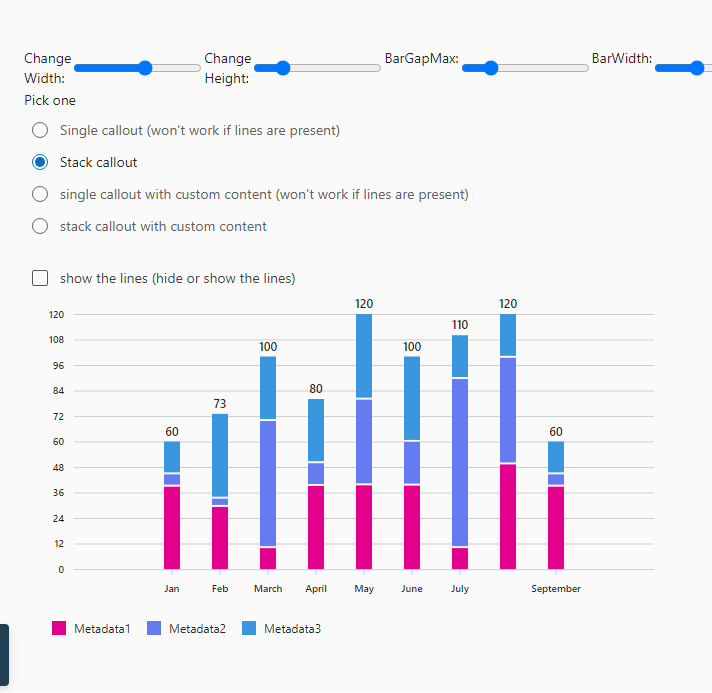 Change Width: Change Height: BarGapMax: BarWidth:
Pick one
Single callout (won't work if lines are present)
Stack callout
single callout with custom content (won't work if lines are present)
stack callout with custom content
show the lines (hide or show the lines)
120
108
96
84
72
60
48
36
24
12
0
60
73
100
80
120
100
110
120
60
Jan Feb March April May June July September
Metadata1 Metadata2 Metadata3